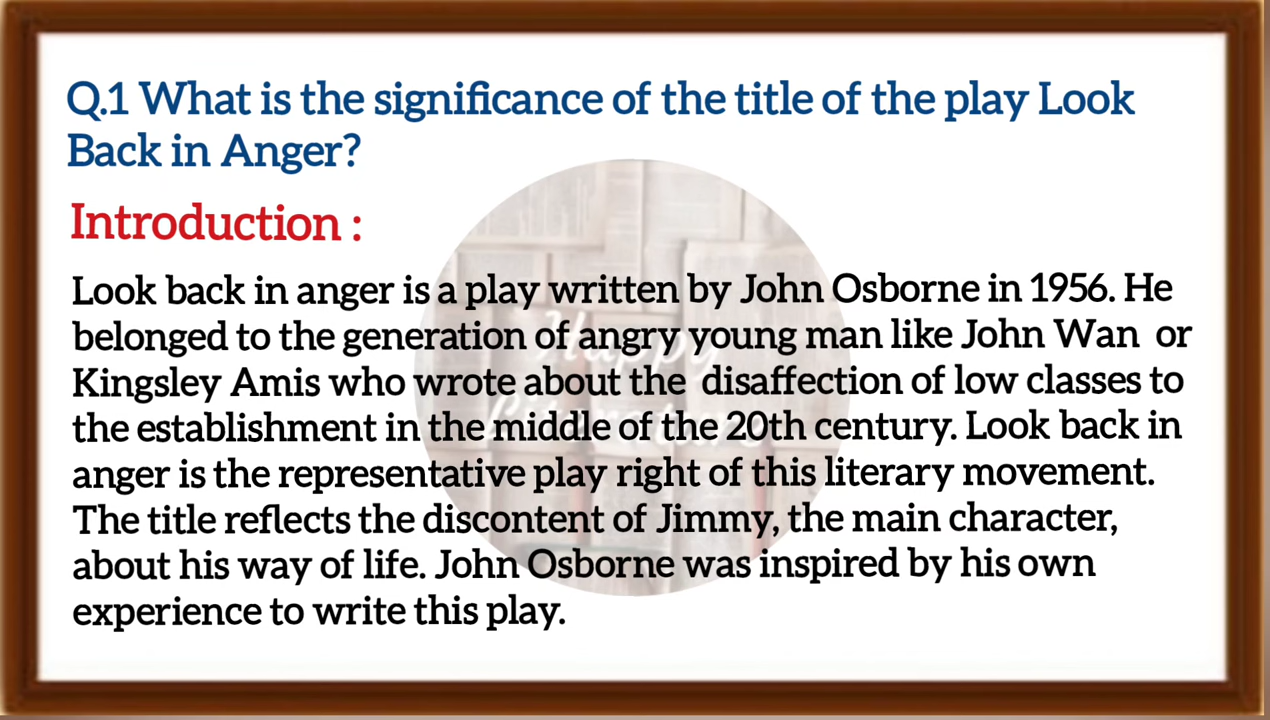 Q.1 What is the significance of the title of the play Look
Back in Anger?
Introduction :
Look back in anger is a play written by John Osborne in 1956. He
belonged to the generation of angry young man like John Wan or
Kingsley Amis who wrote about the disaffection of low classes to
the establishment in the middle of the 20th century. Look back in
anger is the representative play right of this literary movement.
The title reflects the discontent of Jimmy, the main character,
about his way of life. John Osborne was inspired by his own
experience to write this play.
Happy
Literature